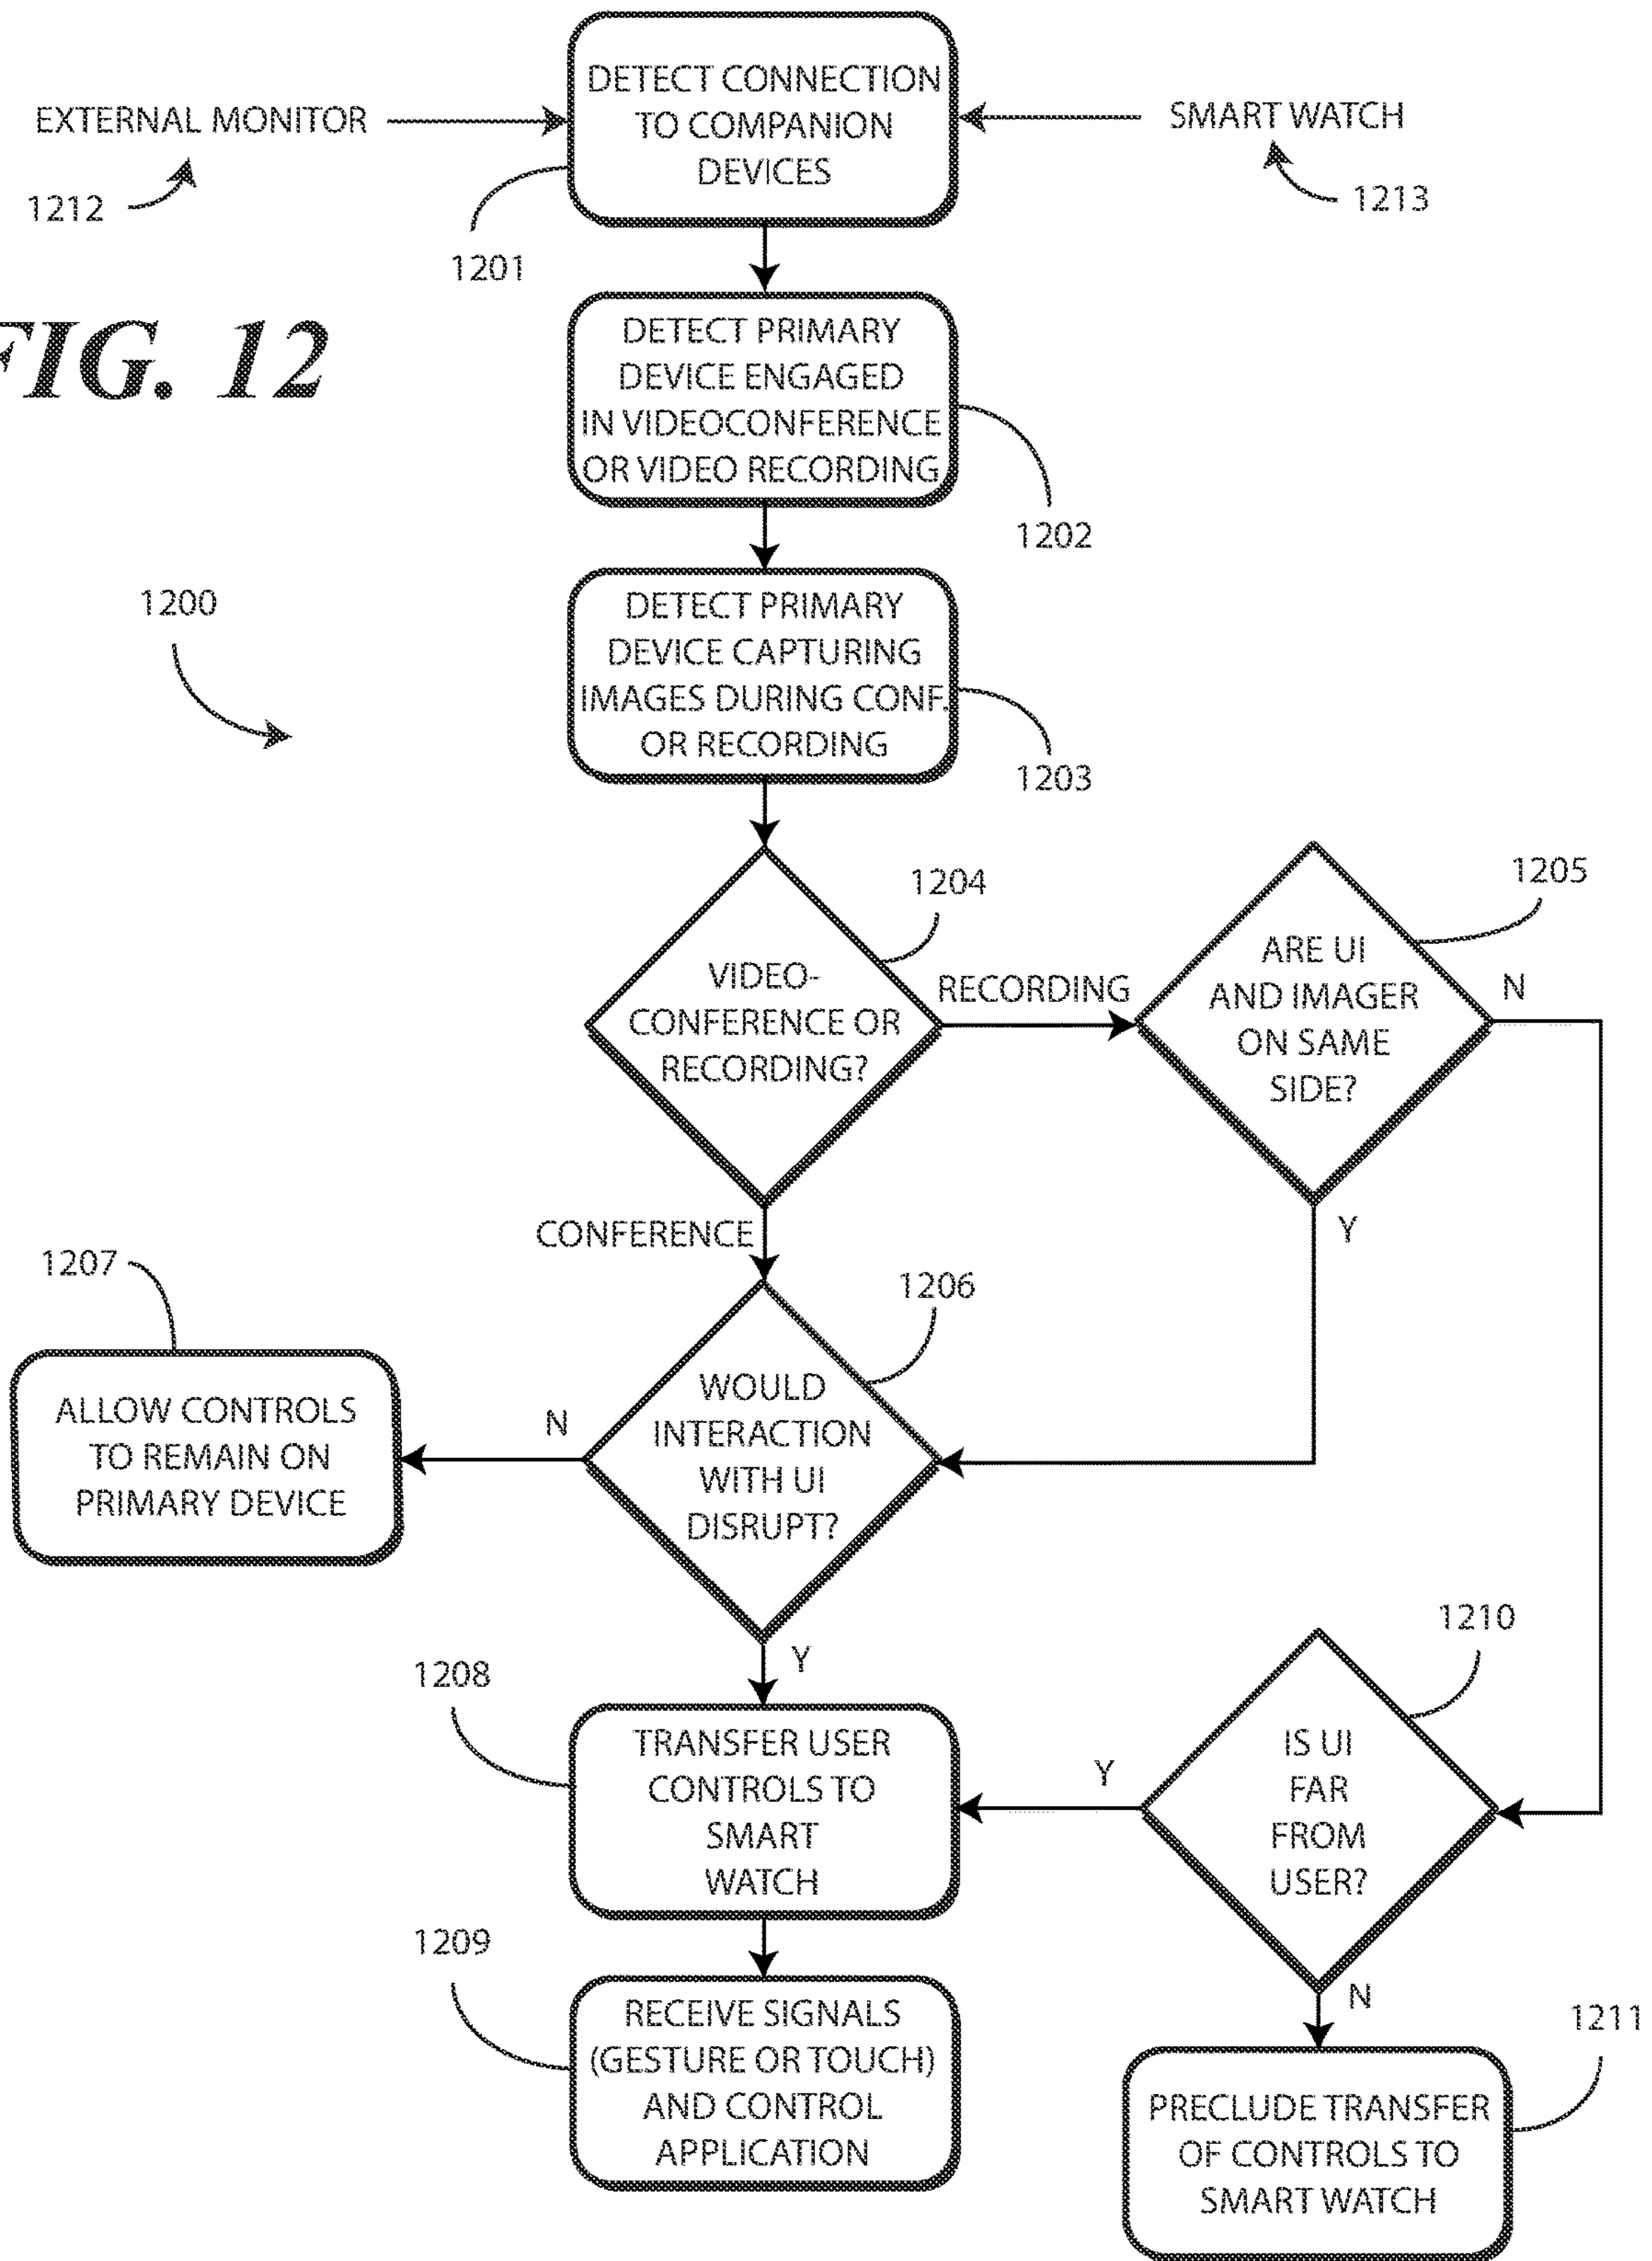 DETECT CONNECTION
TO COMPANION
DEVICES
EXTERNAL MONITOR
SMART WATCH
1212
1213
1201
FIG. 12
DETECT PRIMARY
DEVICE ENGAGED
IN VIDEOCONFERENCE
OR VIDEO RECORDING
1202
1200
DETECT PRIMARY
DEVICE CAPTURING
IMAGES DURING CONF.
OR RECORDING
1203
1204
VIDEO-
CONFERENCE OR
RECORDING?
RECORDING
1205
ARE UI
AND IMAGER
ON SAME
SIDE?
N
Y
CONFERENCE
1207
1206
ALLOW CONTROLS
TO REMAIN ON
PRIMARY DEVICE
N
WOULD
INTERACTION
WITH UI
DISRUPT?
Y
1208
1210
TRANSFER USER
CONTROLS TO
SMART
WATCH
Y
IS UI
FAR
FROM
USER?
1209
N
1211
RECEIVE SIGNALS
(GESTURE OR TOUCH)
AND CONTROL
APPLICATION
PRECLUDE TRANSFER
OF CONTROLS TO
SMART WATCH